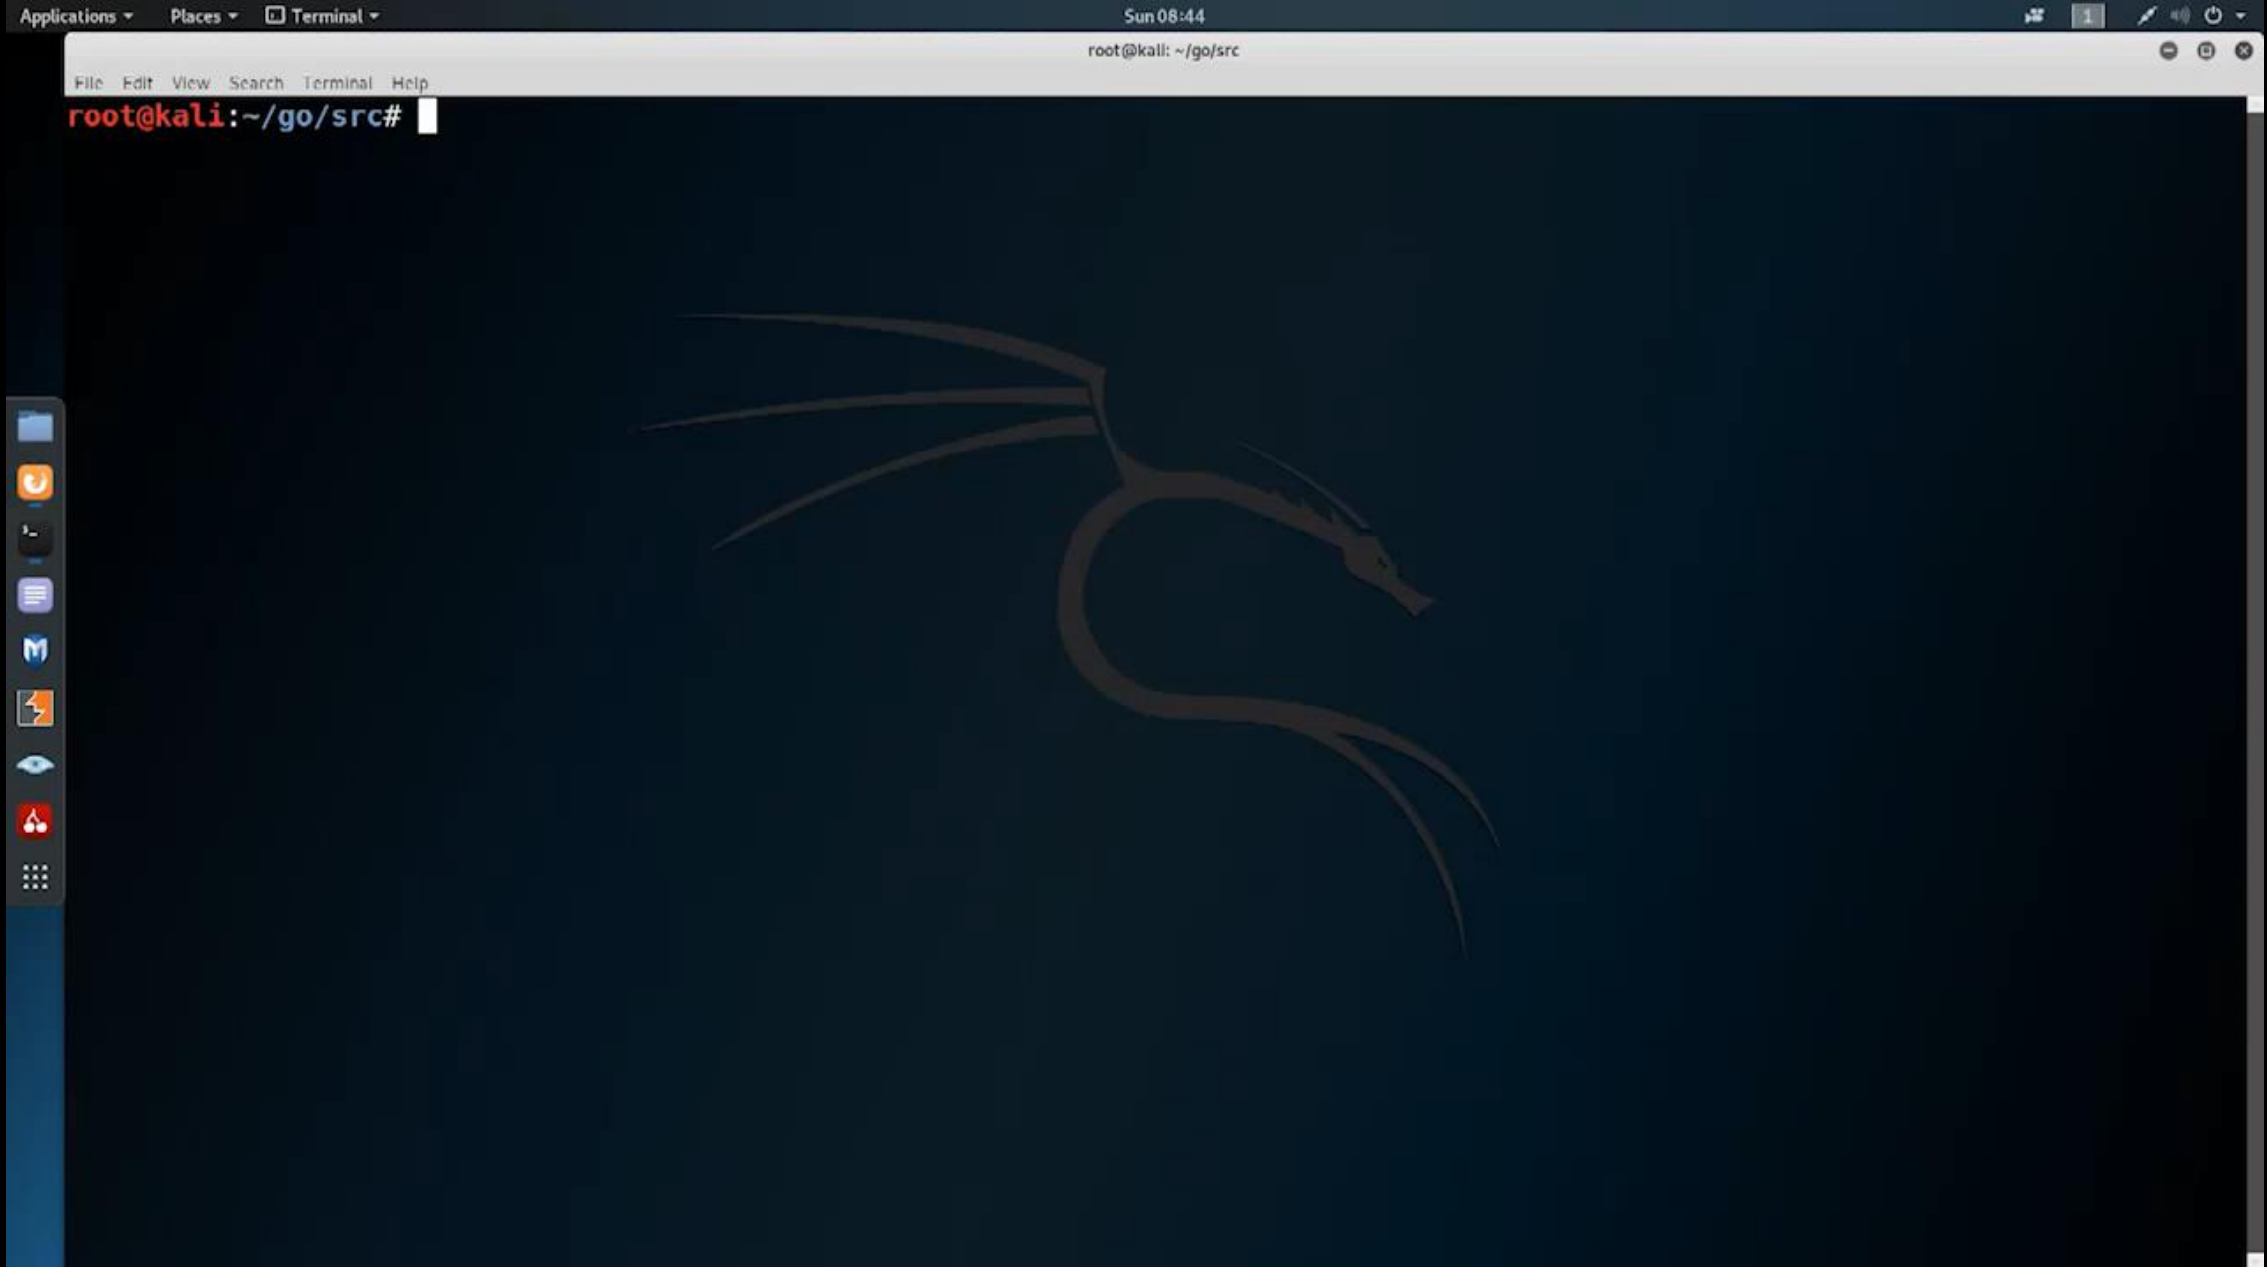 Applications Places Terminal Sun 08:44 1
root@kali: ~/go/src
File Edit View Search Terminal Help
root@kali:~/go/src#
$_
M